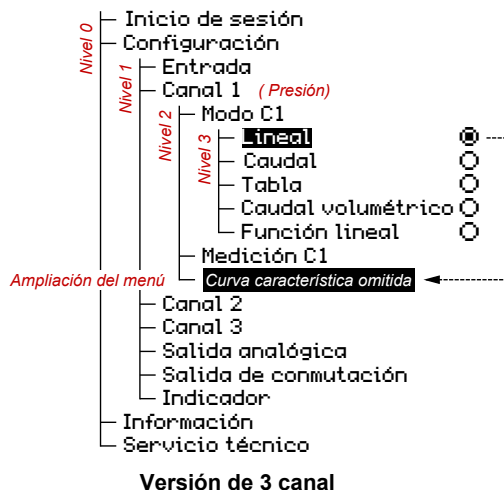 Nivel 0
Inicio de sesión
Configuración
Nivel 1
Entrada
Canal 1 (Presión)
Nivel 2
Modo C1
Nivel 3
Lineal
Caudal
Tabla
Caudal volumétrico
Función lineal
Medición C1
Ampliación del menú Curva característica omitida
Canal 2
Canal 3
Salida analógica
Salida de conmutación
Indicador
Información
Servicio técnico
Versión de 3 canal